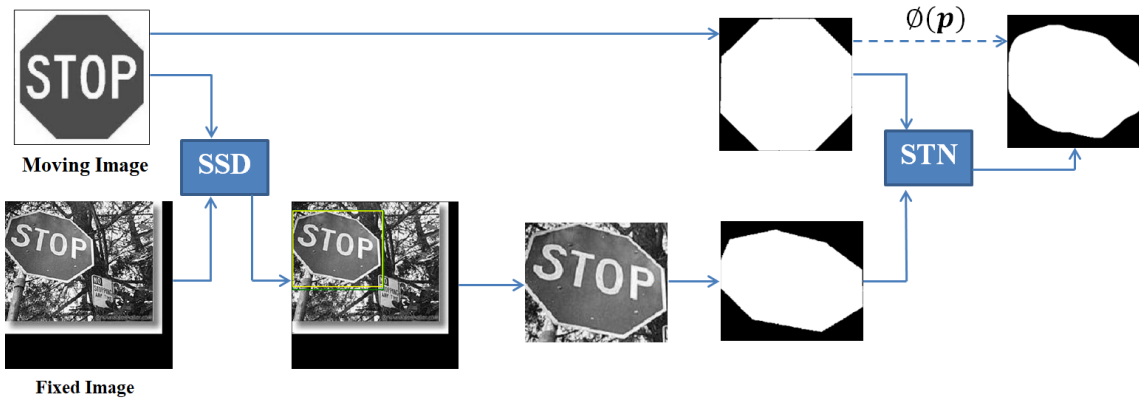 STOP
Moving Image
SSD
STOP
Fixed Image
STOP
STOP
∅(p)
STN